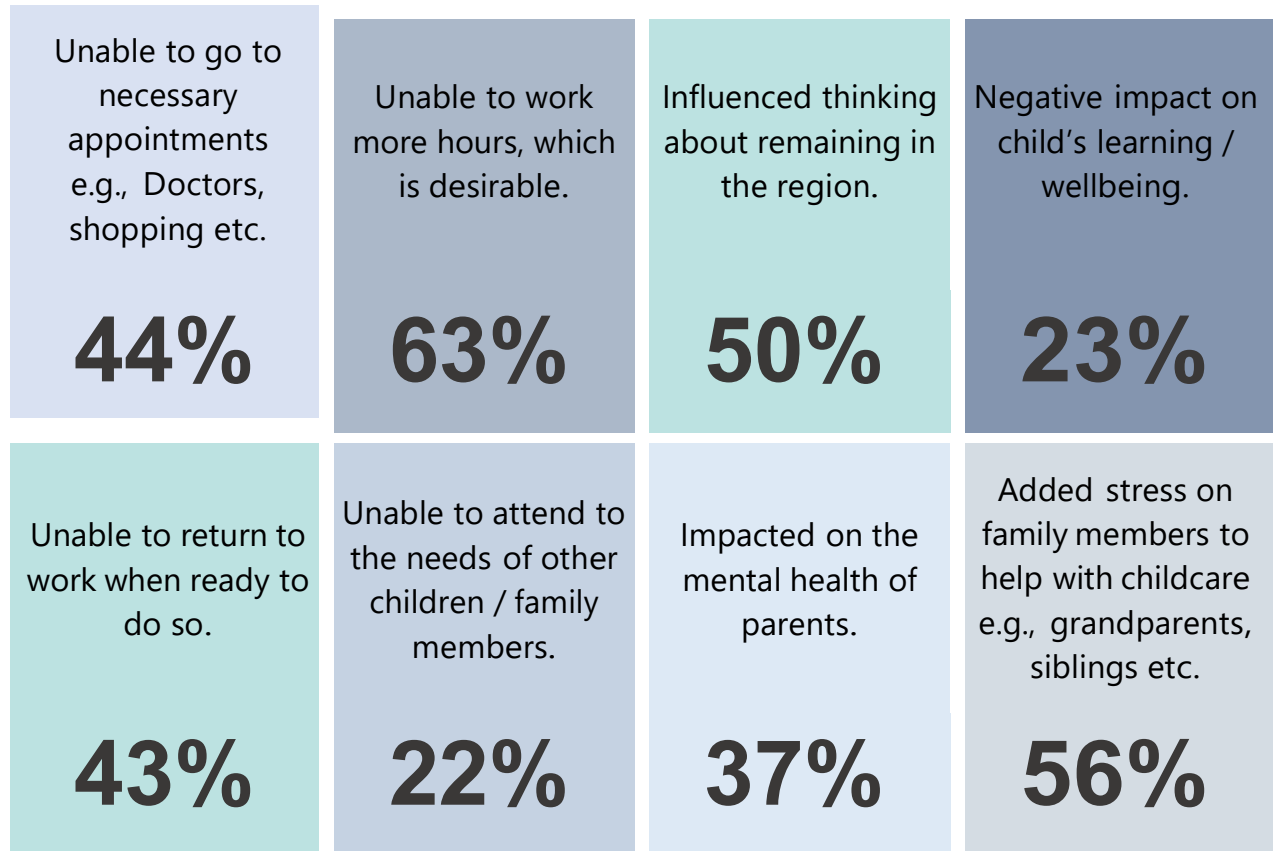 Unable to go to
necessary
appointments
e.g., Doctors,
shopping etc.
44%
Unable to work
more hours, which
is desirable.
63%
Influenced thinking
about remaining in
the region.
50%
Negative impact on
child’s learning /
wellbeing.
23%
Unable to return to
work when ready to
do so.
43%
Unable to attend to
the needs of other
children / family
members.
22%
Impacted on the
mental health of
parents.
37%
Added stress on
family members to
help with childcare
e.g., grandparents,
siblings etc.
56%